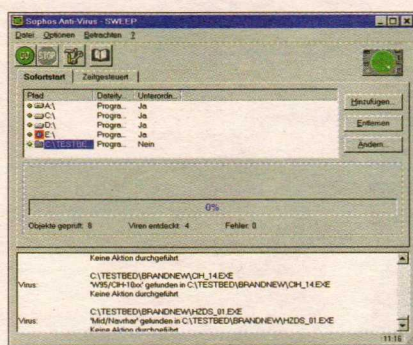 Sophos Anti-Virus - SWEEP
Datei Optionen Betrachten ?
GO STOP
Sofortstart Zeitgesteuert
Pfad Dateity... Unterordn...
A:\ Progra... Ja
C:\ Progra... Ja
D:\ Progra... Ja
E:\ Progra... Ja
C:\TESTBE... Progra... Nein
Hinzufügen...
Entfernen
Ändern...
0%
Objekte geprüft: 8 Viren entdeckt: 4 Fehler: 0
Keine Aktion durchgeführt
C:\TESTBED\BRANDNEW\CIH_14.EXE
Virus: 'W95/CIH-10xx' gefunden in C:\TESTBED\BRANDNEW\CIH_14.EXE
Keine Aktion durchgeführt
C:\TESTBED\BRANDNEW\HZDS_01.EXE
Virus: 'Mid/Navrhar' gefunden in C:\TESTBED\BRANDNEW\HZDS_01.EXE
Keine Aktion durchgeführt
11:16